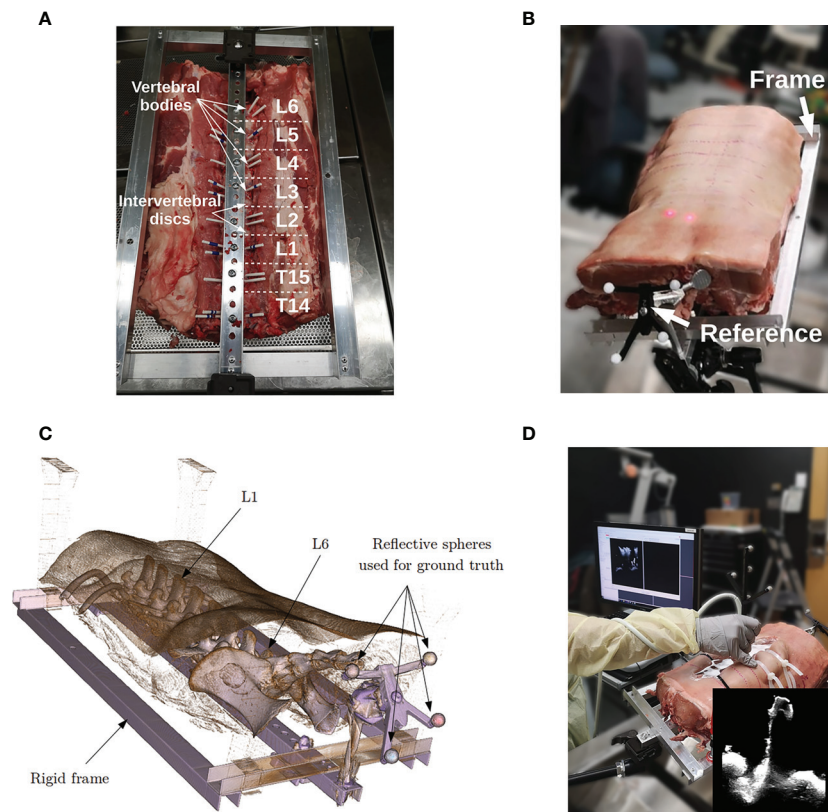 A
Vertebral
bodies
L6
L5
L4
L3
Intervertebral
discs
L2
L1
T15
T14
B
Frame
Reference
C
L1
L6
Reflective spheres
used for ground truth
Rigid frame
D